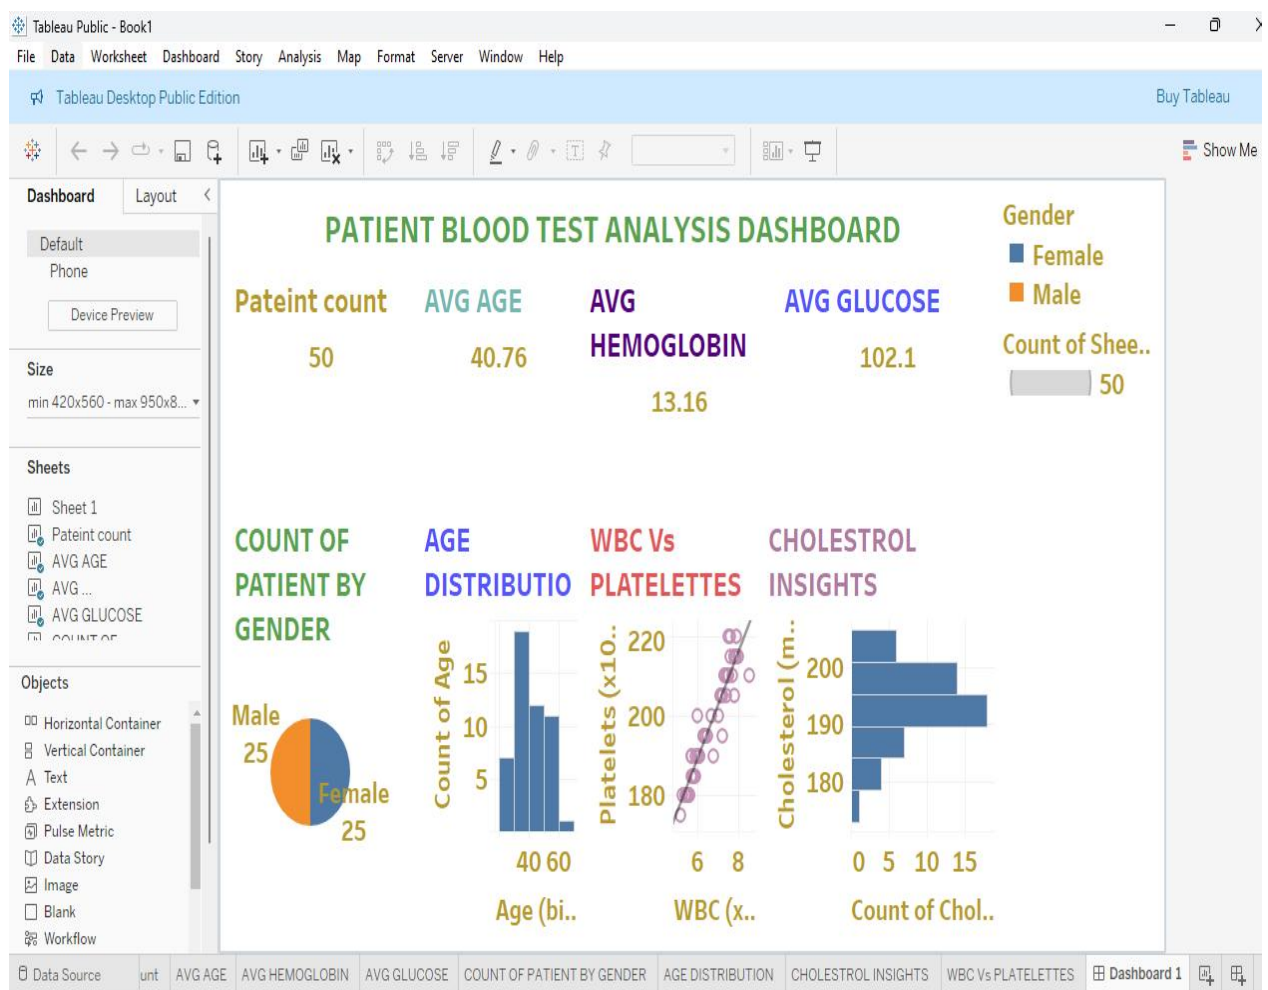 Tableau Public - Book1
File Data Worksheet Dashboard Story Analysis Map Format Server Window Help
Tableau Desktop Public Edition
Buy Tableau
Show Me
Dashboard
Layout
Default
Phone
Device Preview
Size
min 420x560 - max 950x8...
Sheets
Sheet 1
Pateint count
AVG AGE
AVG ...
AVG GLUCOSE
COUNT OF
Objects
Horizontal Container
Vertical Container
Text
Extension
Pulse Metric
Data Story
Image
Blank
Workflow
PATIENT BLOOD TEST ANALYSIS DASHBOARD
Pateint count
50
AVG AGE
40.76
AVG
HEMOGLOBIN
13.16
AVG GLUCOSE
102.1
Gender
Female
Male
Count of Shee..
50
COUNT OF
PATIENT BY
GENDER
Male
25
Female
25
AGE
DISTRIBUTIO
Count of Age
15
10
5
40 60
Age (bi..
WBC Vs
PLATELETTES
Platelets (x10..
220
200
180
6 8
WBC (x..
CHOLESTROL
INSIGHTS
Cholesterol (m..
200
190
180
0 5 10 15
Count of Chol..
Data Source
unt
AVG AGE
AVG HEMOGLOBIN
AVG GLUCOSE
COUNT OF PATIENT BY GENDER
AGE DISTRIBUTION
CHOLESTROL INSIGHTS
WBC Vs PLATELETTES
Dashboard 1